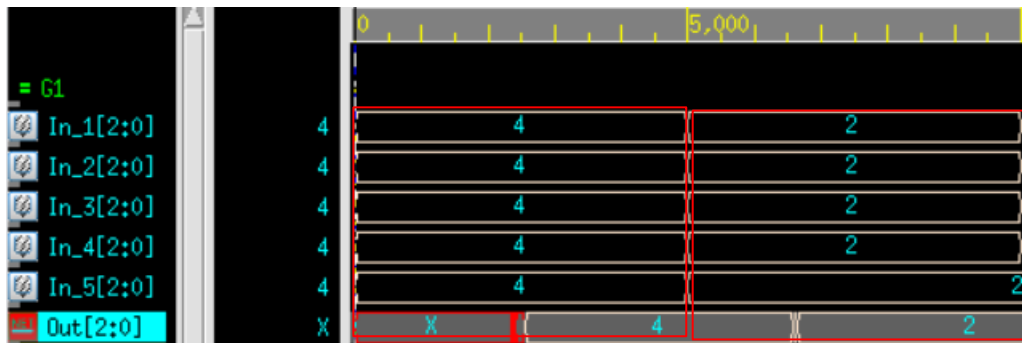 0 5,000
= G1
In_1[2:0] 4 4 2
In_2[2:0] 4 4 2
In_3[2:0] 4 4 2
In_4[2:0] 4 4 2
In_5[2:0] 4 4 2
Out[2:0] X X 4 2